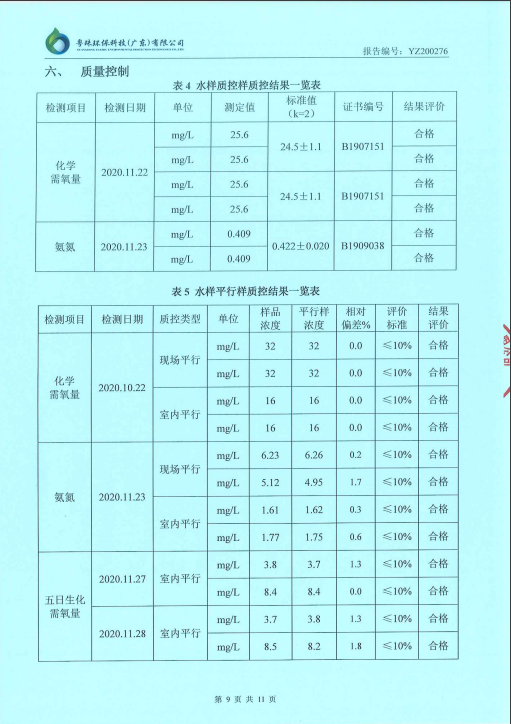 粤珠环保科技(广东)有限公司
报告编号：YZ200276
六、 质量控制
表 4 水样质控样质控结果一览表
检测项目 检测日期 单位 测定值 标准值（k=2） 证书编号 结果评价
化学需氧量 2020.11.22 mg/L 25.6 24.5±1.1 B1907151 合格
mg/L 25.6 合格
mg/L 25.6 24.5±1.1 B1907151 合格
mg/L 25.6 合格
氨氮 2020.11.23 mg/L 0.409 0.422±0.020 B1909038 合格
mg/L 0.409 合格
表 5 水样平行样质控结果一览表
检测项目 检测日期 质控类型 单位 样品浓度 平行样浓度 相对偏差% 评价标准 结果评价
化学需氧量 2020.10.22 现场平行 mg/L 32 32 0.0 ≤10% 合格
mg/L 32 32 0.0 ≤10% 合格
室内平行 mg/L 16 16 0.0 ≤10% 合格
mg/L 16 16 0.0 ≤10% 合格
氨氮 2020.11.23 现场平行 mg/L 6.23 6.26 0.2 ≤10% 合格
mg/L 5.12 4.95 1.7 ≤10% 合格
室内平行 mg/L 1.61 1.62 0.3 ≤10% 合格
mg/L 1.77 1.75 0.6 ≤10% 合格
五日生化需氧量 2020.11.27 室内平行 mg/L 3.8 3.7 1.3 ≤10% 合格
mg/L 8.4 8.4 0.0 ≤10% 合格
2020.11.28 室内平行 mg/L 3.7 3.8 1.3 ≤10% 合格
mg/L 8.5 8.2 1.8 ≤10% 合格
第 9 页 共 11 页